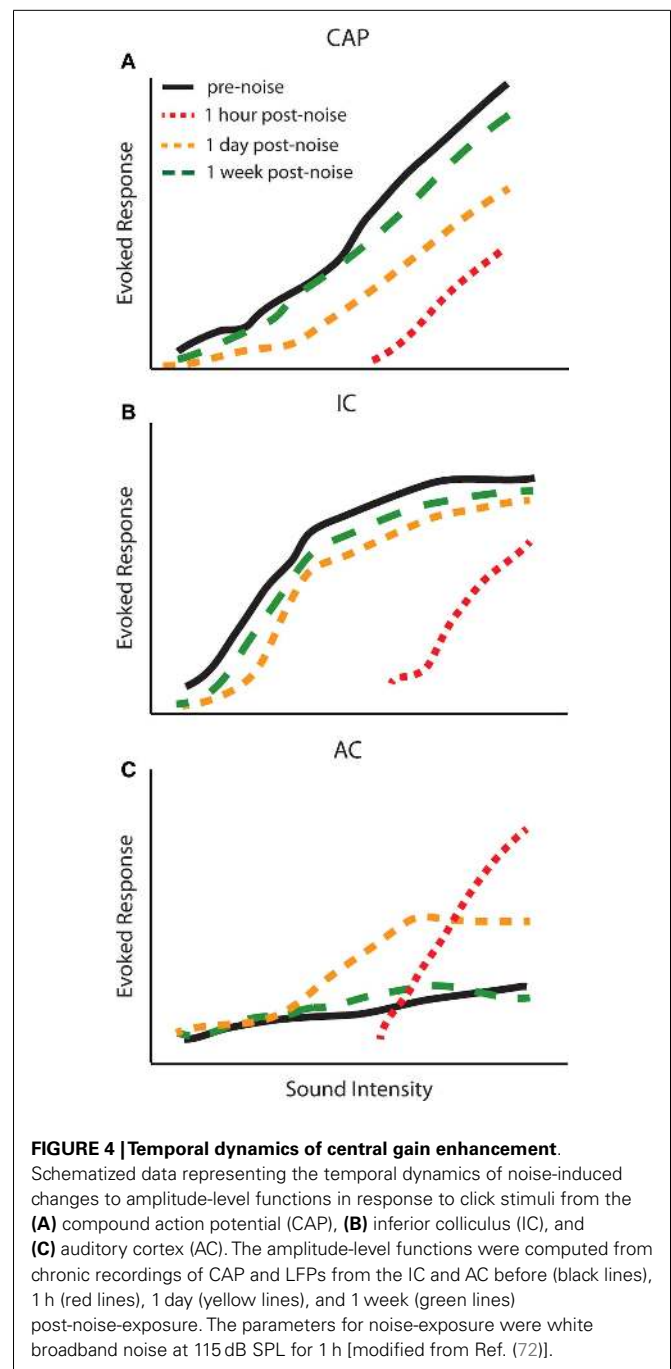 CAP
A
pre-noise
1 hour post-noise
1 day post-noise
1 week post-noise
Evoked Response
IC
B
Evoked Response
AC
C
Evoked Response
Sound Intensity
FIGURE 4 | Temporal dynamics of central gain enhancement.
Schematized data representing the temporal dynamics of noise-induced
changes to amplitude-level functions in response to click stimuli from the
(A) compound action potential (CAP), (B) inferior colliculus (IC), and
(C) auditory cortex (AC). The amplitude-level functions were computed from
chronic recordings of CAP and LFPs from the IC and AC before (black lines),
1 h (red lines), 1 day (yellow lines), and 1 week (green lines)
post-noise-exposure. The parameters for noise-exposure were white
broadband noise at 115 dB SPL for 1 h [modified from Ref. (72)].